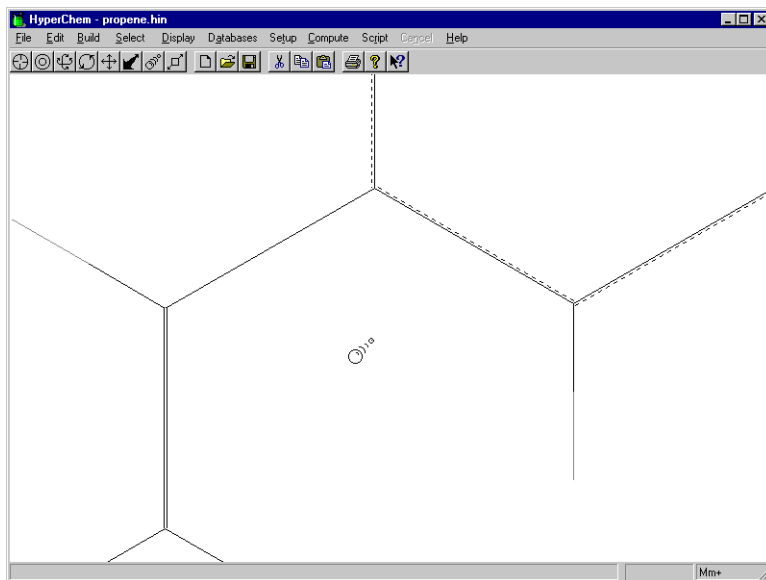 HyperChem - propene.hin
File Edit Build Select Display Databases Setup Compute Script Cancel Help
Mm+